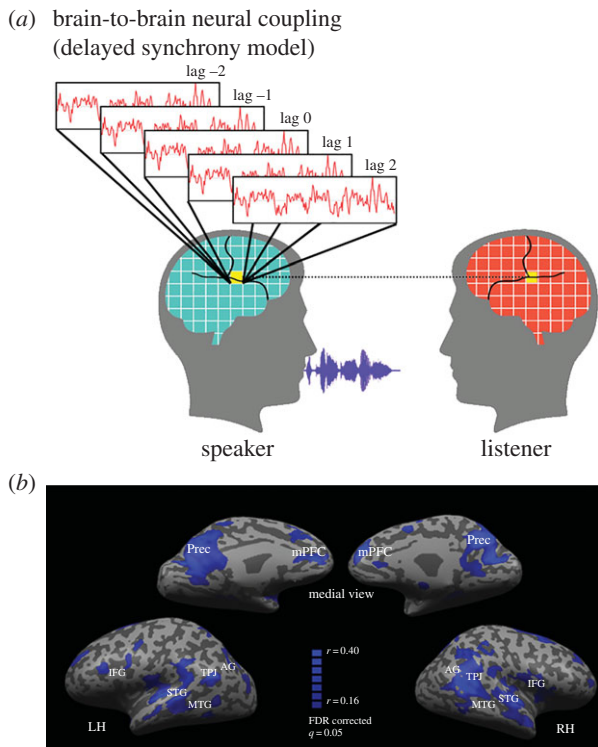 (a) brain-to-brain neural coupling
(delayed synchrony model)
lag –2
lag –1
lag 0
lag 1
lag 2
speaker
listener
(b)
Prec
mPFC
mPFC
Prec
medial view
IFG
STG
TPJ
AG
MTG
LH
r = 0.40
r = 0.16
FDR corrected
q = 0.05
AG
TPJ
MTG
STG
IFG
RH